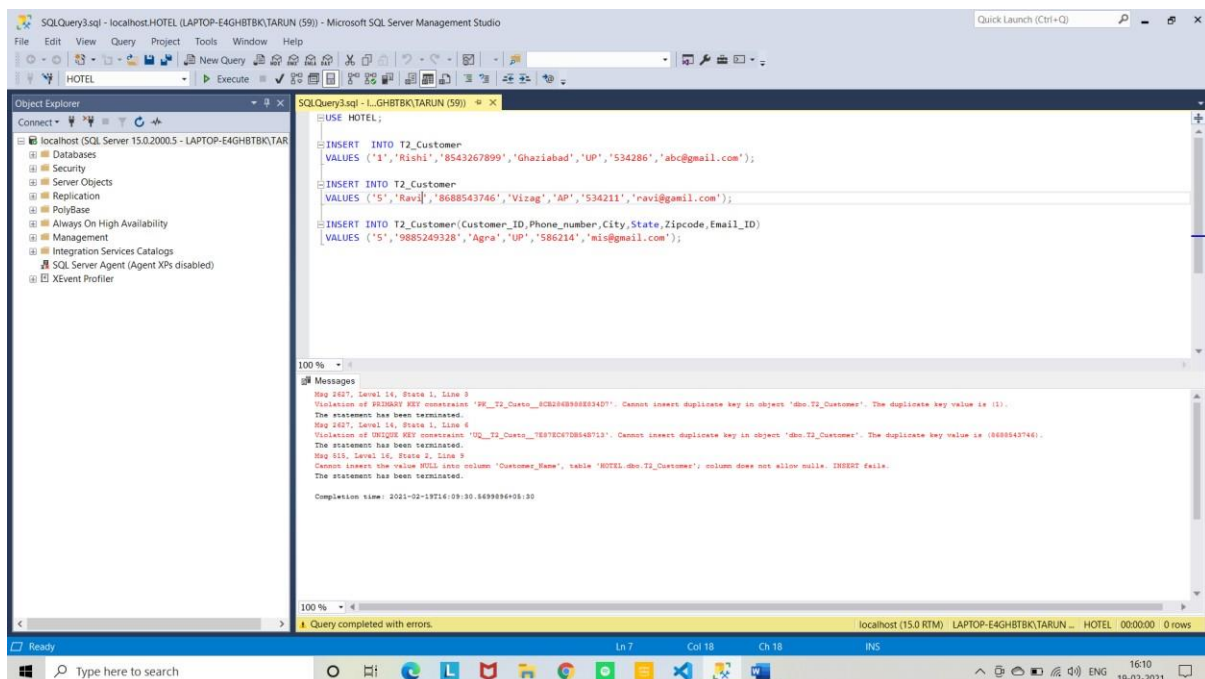 SQLQuery3.sql - localhost.HOTEL (LAPTOP-E4GHBTBK\TARUN (59)) - Microsoft SQL Server Management Studio
Quick Launch (Ctrl+Q)
File Edit View Query Project Tools Window Help
New Query
HOTEL
Execute
Object Explorer
SQLQuery3.sql - l...GHBTBK\TARUN (59))
Connect
localhost (SQL Server 15.0.2000.5 - LAPTOP-E4GHBTBK\TAR
Databases
Security
Server Objects
Replication
PolyBase
Always On High Availability
Management
Integration Services Catalogs
SQL Server Agent (Agent XPs disabled)
XEvent Profiler
USE HOTEL;
INSERT INTO T2_Customer
VALUES ('1','Rishi','8543267899','Ghaziabad','UP','534286','abc@gmail.com');
INSERT INTO T2_Customer
VALUES ('5','Ravi','8688543746','Vizag','AP','534211','ravi@gamil.com');
INSERT INTO T2_Customer(Customer_ID,Phone_number,City,State,Zipcode,Email_ID)
VALUES ('5','9885249328','Agra','UP','586214','mis@gmail.com');
100 %
Messages
Msg 2627, Level 14, State 1, Line 3
Violation of PRIMARY KEY constraint Cannot insert duplicate key in object 'dbo.T2_Customer'. The duplicate key value is (1).
The statement has been terminated.
Msg 2627, Level 14, State 1, Line 6
Violation of UNIQUE KEY constraint Cannot insert duplicate key in object 'dbo.T2_Customer'. The duplicate key value is (8688543746).
The statement has been terminated.
Msg 515, Level 16, State 2, Line 9
Cannot insert the value NULL into column 'Customer_Name', table 'HOTEL.dbo.T2_Customer'; column does not allow nulls. INSERT fails.
The statement has been terminated.
Completion time: 2021-02-19T16:09:30.5699896+05:30
100 %
Query completed with errors.
localhost (15.0 RTM) LAPTOP-E4GHBTBK\TARUN ... HOTEL 00:00:00 0 rows
Ready
Ln 7 Col 18 Ch 18 INS
Type here to search
ENG
16:10
19-02-2021